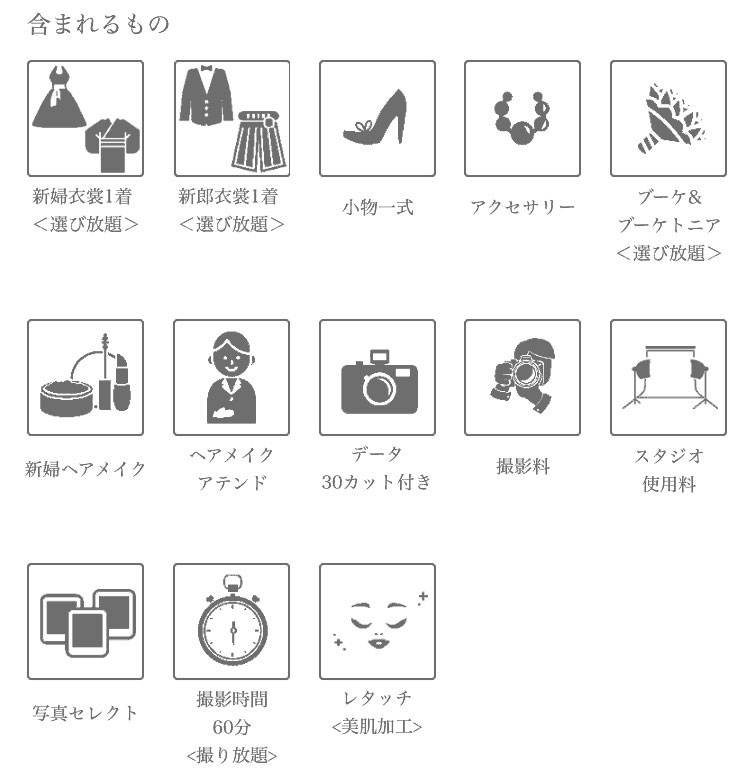 含まれるもの
新婦衣裳1着
＜選び放題＞
新郎衣裳1着
＜選び放題＞
小物一式
アクセサリー
ブーケ&
ブーケトニア
＜選び放題＞
新婦ヘアメイク
ヘアメイク
アテンド
データ
30カット付き
撮影料
スタジオ
使用料
写真セレクト
撮影時間
60分
<撮り放題>
レタッチ
<美肌加工>